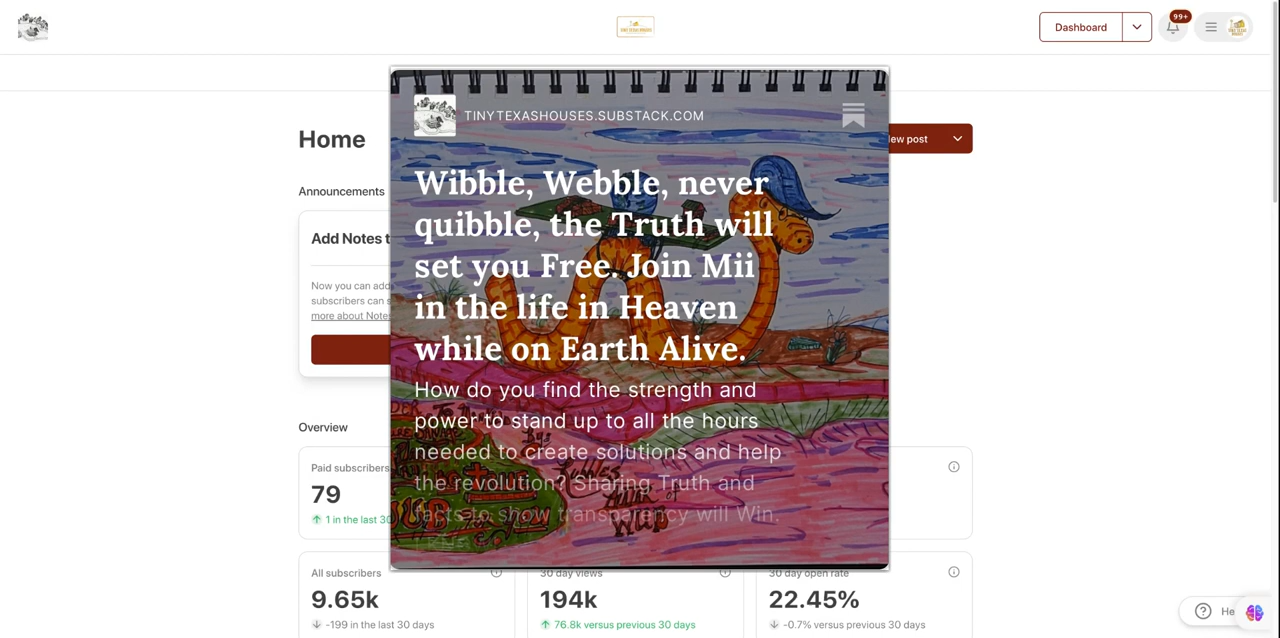 Dashboard
99+
Home
ew post
Announcements
Add Notes t
Now you can add
subscribers can s
more about Notes
TINYTEXASHOUSES.SUBSTACK.COM
Wibble, Webble, never
quibble, the Truth will
set you Free. Join Mii
in the life in Heaven
while on Earth Alive.
How do you find the strength and
power to stand up to all the hours
needed to create solutions and help
the revolution? Sharing Truth and
facts to show transparency will Win.
Overview
Paid subscribers
79
1 in the last 30
All subscribers
9.65k
-199 in the last 30 days
30 day views
194k
76.8k versus previous 30 days
30 day open rate
22.45%
-0.7% versus previous 30 days
He